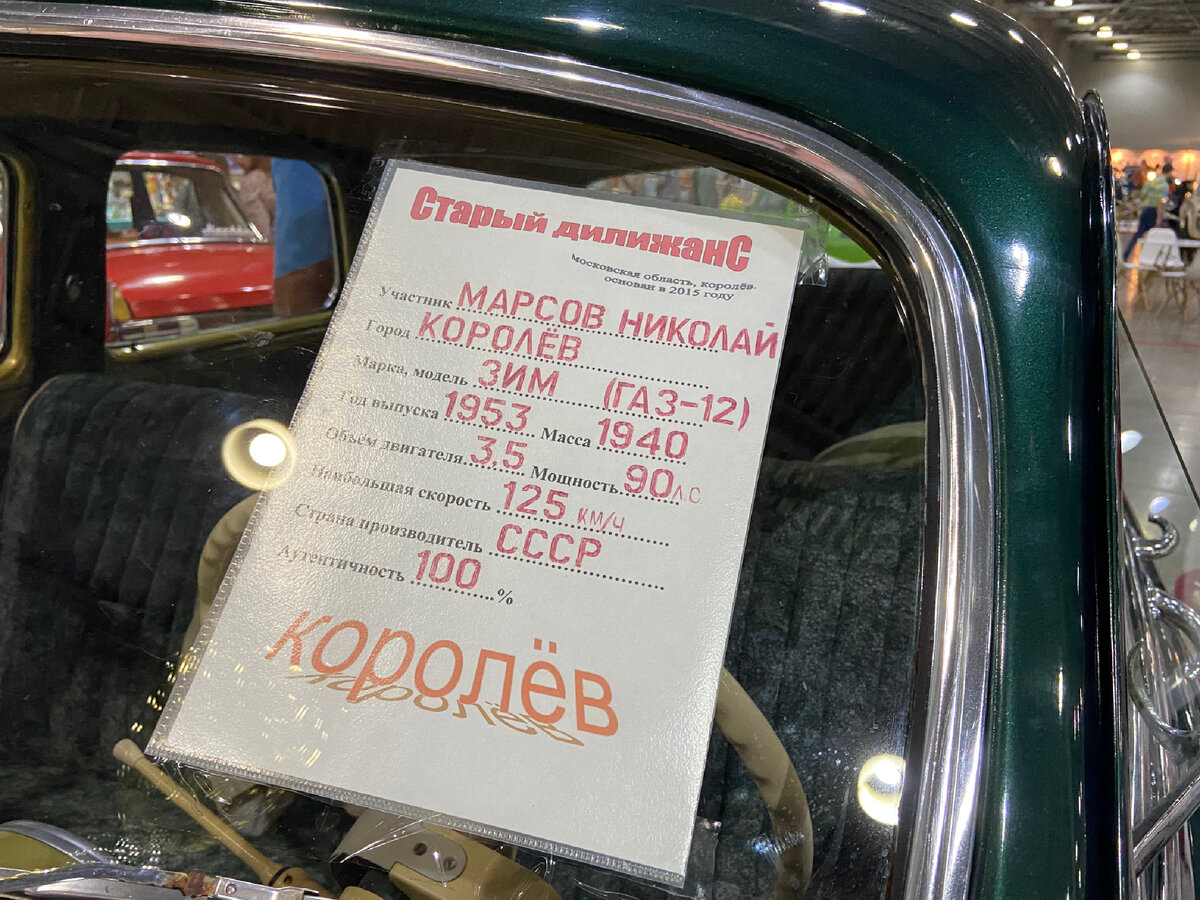 Старый дилижанС
московская область, королёв.
основан в 2015 году
Участник МАРСОВ НИКОЛАЙ
Город КОРОЛЁВ
Марка, модель ЗИМ (ГАЗ-12)
Год выпуска 1953 Масса 1940
Объём двигателя 3,5 Мощность 90 ЛС
Наибольшая скорость 125 КМ/Ч
Страна производитель СССР
Аутентичность 100 %
королёв